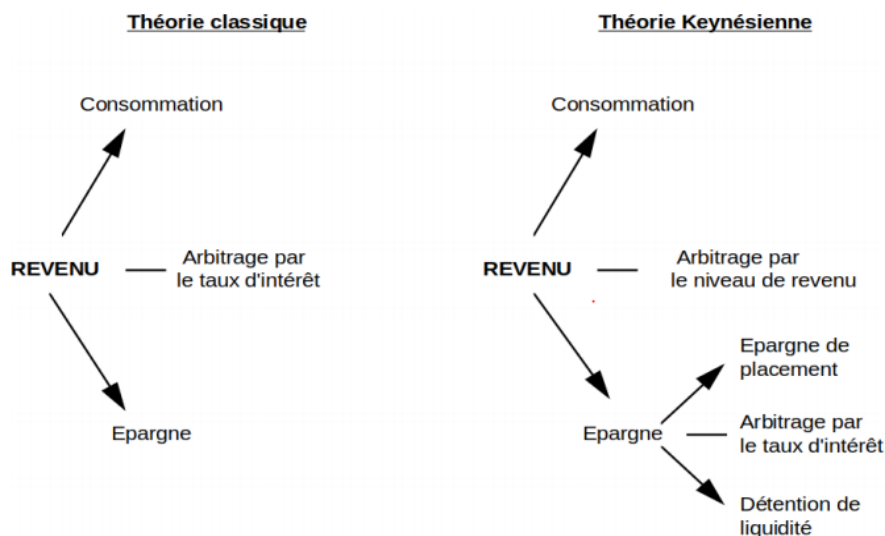 Théorie classique
Consommation
REVENU
Arbitrage par
le taux d'intérêt
Epargne
Théorie Keynésienne
Consommation
REVENU
Arbitrage par
le niveau de revenu
Epargne
Epargne de
placement
Arbitrage par
le taux d'intérêt
Détention de
liquidité